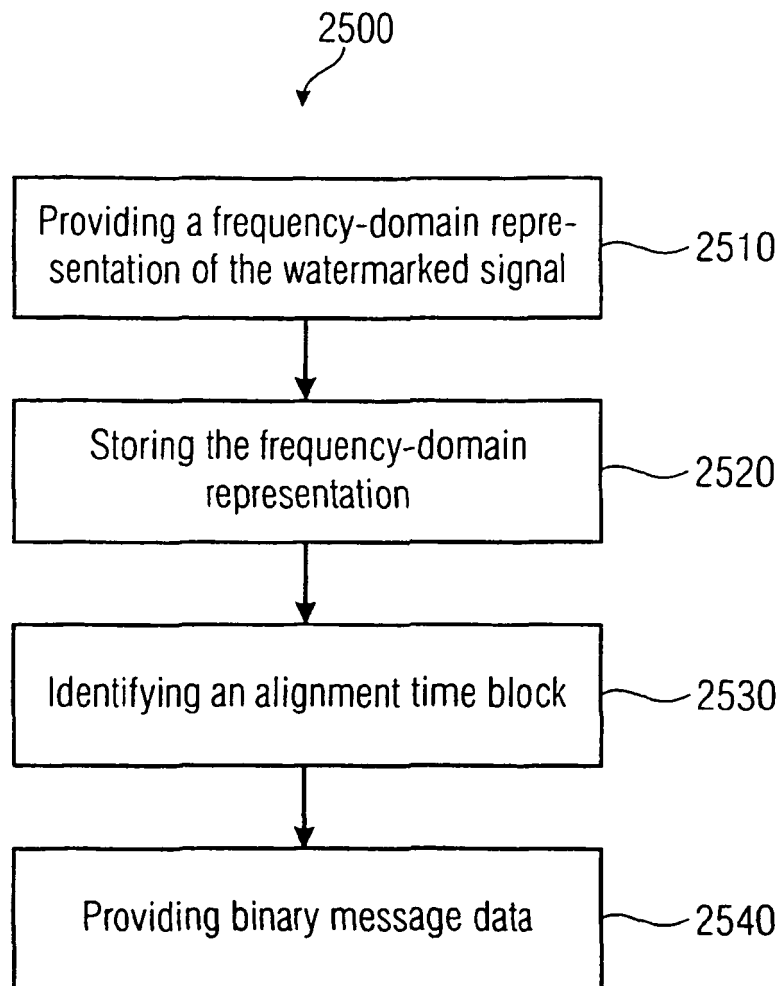 2500
Providing a frequency-domain repre-
sentation of the watermarked signal
2510
Storing the frequency-domain
representation
2520
Identifying an alignment time block
2530
Providing binary message data
2540